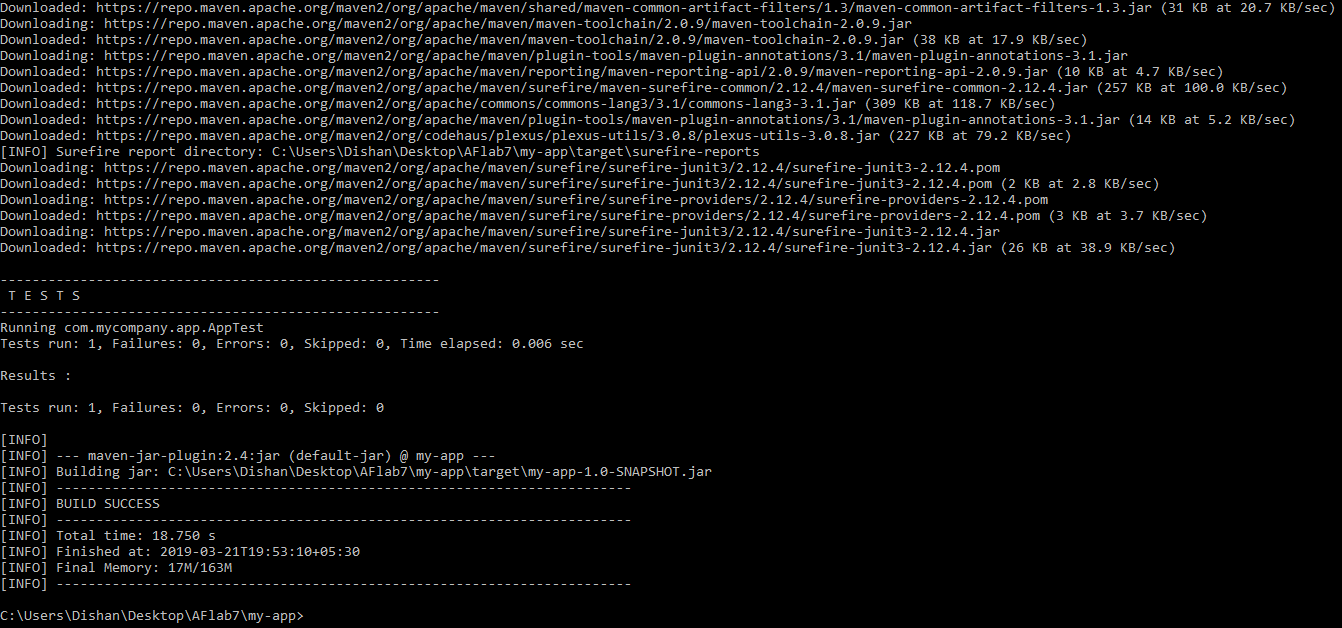 Downloaded: https://repo.maven.apache.org/maven2/org/apache/maven/shared/maven-common-artifact-filters/1.3/maven-common-artifact-filters-1.3.jar (31 KB at 20.7 KB/sec)
Downloading: https://repo.maven.apache.org/maven2/org/apache/maven/maven-toolchain/2.0.9/maven-toolchain-2.0.9.jar
Downloaded: https://repo.maven.apache.org/maven2/org/apache/maven/maven-toolchain/2.0.9/maven-toolchain-2.0.9.jar (38 KB at 17.9 KB/sec)
Downloading: https://repo.maven.apache.org/maven2/org/apache/maven/plugin-tools/maven-plugin-annotations/3.1/maven-plugin-annotations-3.1.jar
Downloaded: https://repo.maven.apache.org/maven2/org/apache/maven/reporting/maven-reporting-api/2.0.9/maven-reporting-api-2.0.9.jar (10 KB at 4.7 KB/sec)
Downloaded: https://repo.maven.apache.org/maven2/org/apache/maven/surefire/maven-surefire-common/2.12.4/maven-surefire-common-2.12.4.jar (257 KB at 100.0 KB/sec)
Downloaded: https://repo.maven.apache.org/maven2/org/apache/commons/commons-lang3/3.1/commons-lang3-3.1.jar (309 KB at 118.7 KB/sec)
Downloaded: https://repo.maven.apache.org/maven2/org/apache/maven/plugin-tools/maven-plugin-annotations/3.1/maven-plugin-annotations-3.1.jar (14 KB at 5.2 KB/sec)
Downloaded: https://repo.maven.apache.org/maven2/org/codehaus/plexus/plexus-utils/3.0.8/plexus-utils-3.0.8.jar (227 KB at 79.2 KB/sec)
[INFO] Surefire report directory: C:\Users\Dishan\Desktop\AFlab7\my-app\target\surefire-reports
Downloading: https://repo.maven.apache.org/maven2/org/apache/maven/surefire/surefire-junit3/2.12.4/surefire-junit3-2.12.4.pom
Downloaded: https://repo.maven.apache.org/maven2/org/apache/maven/surefire/surefire-junit3/2.12.4/surefire-junit3-2.12.4.pom (2 KB at 2.8 KB/sec)
Downloading: https://repo.maven.apache.org/maven2/org/apache/maven/surefire/surefire-providers/2.12.4/surefire-providers-2.12.4.pom
Downloaded: https://repo.maven.apache.org/maven2/org/apache/maven/surefire/surefire-providers/2.12.4/surefire-providers-2.12.4.pom (3 KB at 3.7 KB/sec)
Downloading: https://repo.maven.apache.org/maven2/org/apache/maven/surefire/surefire-junit3/2.12.4/surefire-junit3-2.12.4.jar
Downloaded: https://repo.maven.apache.org/maven2/org/apache/maven/surefire/surefire-junit3/2.12.4/surefire-junit3-2.12.4.jar (26 KB at 38.9 KB/sec)
-------------------------------------------------------
 T E S T S
-------------------------------------------------------
Running com.mycompany.app.AppTest
Tests run: 1, Failures: 0, Errors: 0, Skipped: 0, Time elapsed: 0.006 sec
Results :
Tests run: 1, Failures: 0, Errors: 0, Skipped: 0
[INFO]
[INFO] --- maven-jar-plugin:2.4:jar (default-jar) @ my-app ---
[INFO] Building jar: C:\Users\Dishan\Desktop\AFlab7\my-app\target\my-app-1.0-SNAPSHOT.jar
[INFO] ------------------------------------------------------------------------
[INFO] BUILD SUCCESS
[INFO] ------------------------------------------------------------------------
[INFO] Total time: 18.750 s
[INFO] Finished at: 2019-03-21T19:53:10+05:30
[INFO] Final Memory: 17M/163M
[INFO] ------------------------------------------------------------------------
C:\Users\Dishan\Desktop\AFlab7\my-app>